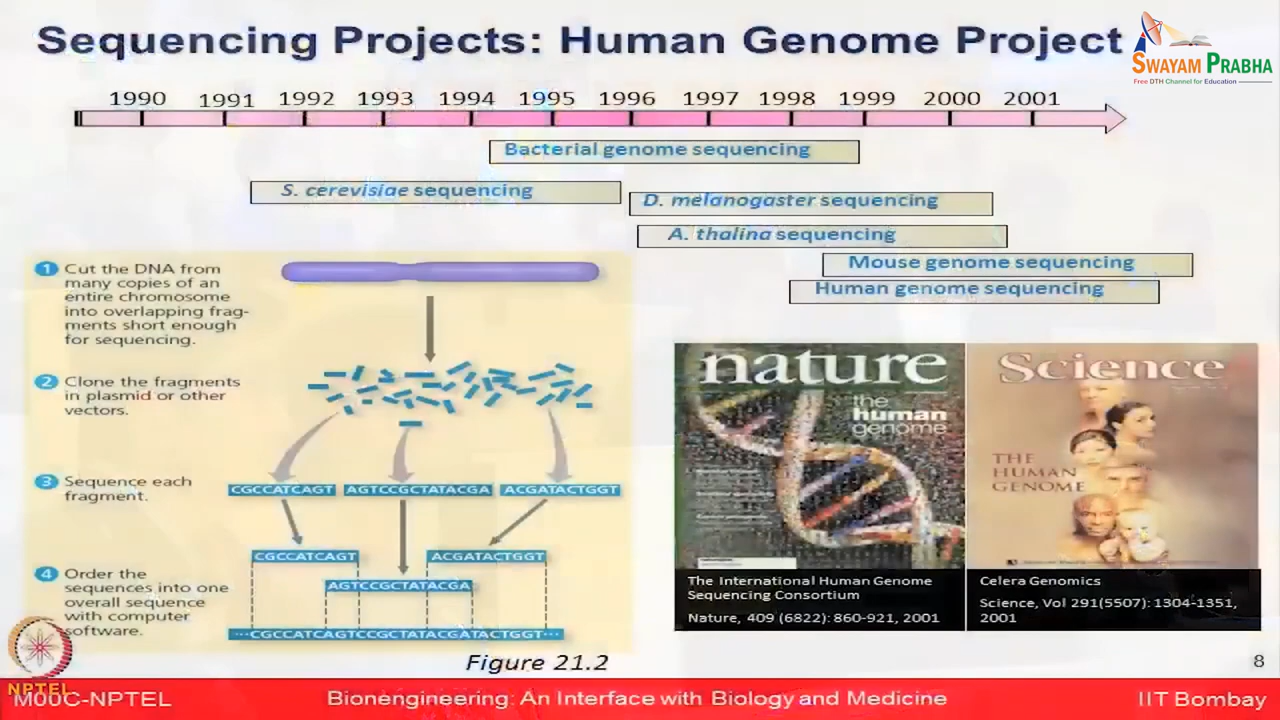 Sequencing Projects: Human Genome Project
SWAYAM PRABHA
Free DTH Channel for Education
1990 1991 1992 1993 1994 1995 1996 1997 1998 1999 2000 2001
Bacterial genome sequencing
S. cerevisiae sequencing
D. melanogaster sequencing
A. thalina sequencing
Mouse genome sequencing
Human genome sequencing
1 Cut the DNA from
many copies of an
entire chromosome
into overlapping frag-
ments short enough
for sequencing.
2 Clone the fragments
in plasmid or other
vectors.
3 Sequence each
fragment.
CGCCATCAGT AGTCCGCTATACGA ACGATACTGGT
CGCCATCAGT ACGATACTGGT
AGTCCGCTATACGA
4 Order the
sequences into one
overall sequence
with computer
software.
···CGCCATCAGTCCGCTATACGATACTGGT···
Figure 21.2
nature
the
human
genome
The International Human Genome
Sequencing Consortium
Nature, 409 (6822): 860-921, 2001
Science
THE
HUMAN
GENOME
Celera Genomics
Science, Vol 291(5507): 1304-1351,
2001
8
NPTEL
M00C-NPTEL Bionengineering: An Interface with Biology and Medicine IIT Bombay